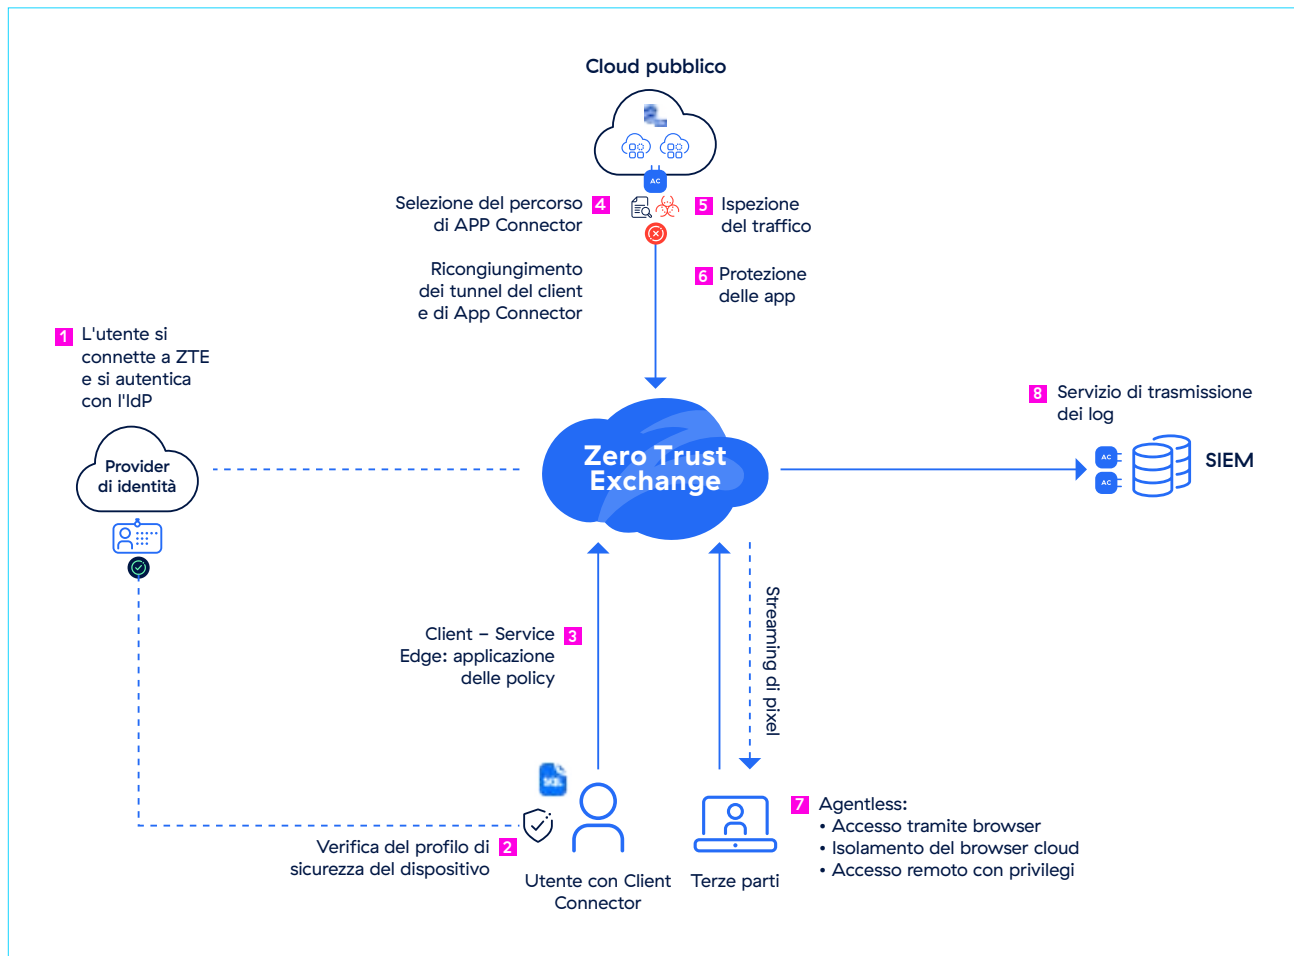 Cloud pubblico
AC
Selezione del percorso
di APP Connector
4
5
Ispezione
del traffico
Ricongiungimento
dei tunnel del client
e di App Connector
6
Protezione
delle app
1
L'utente si
connette a ZTE
e si autentica
con l'IdP
Provider
di identità
Zero Trust
Exchange
8
Servizio di trasmissione
dei log
AC
AC
SIEM
Client – Service
Edge: applicazione
delle policy
3
Streaming di pixel
SQL
Verifica del profilo di
sicurezza del dispositivo
2
Utente con Client
Connector
Terze parti
7
Agentless:
• Accesso tramite browser
• Isolamento del browser cloud
• Accesso remoto con privilegi